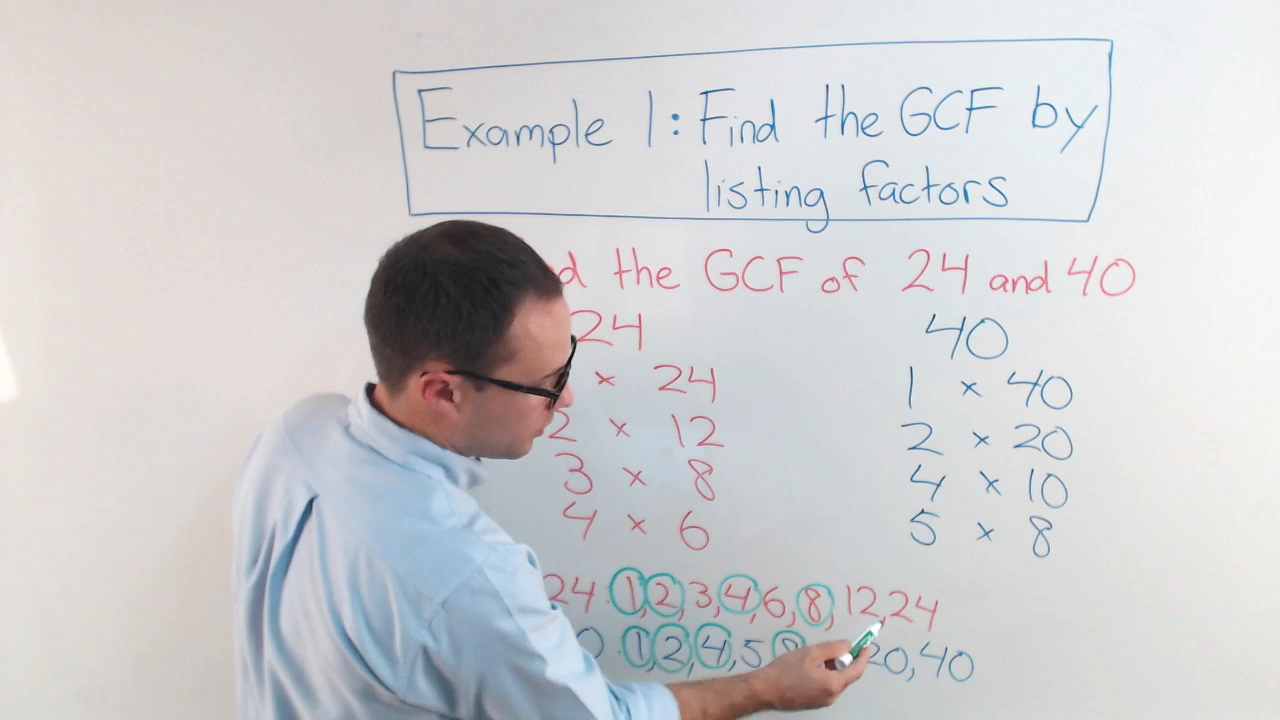 Example 1: Find the GCF by
listing factors
the GCF of 24 and 40
24
40
× 24
1 × 40
2 × 12
2 × 20
3 × 8
4 × 10
4 × 6
5 × 8
24 1, 2, 3, 4, 6, 8, 12, 24
1, 2, 4, 5 8 20, 40